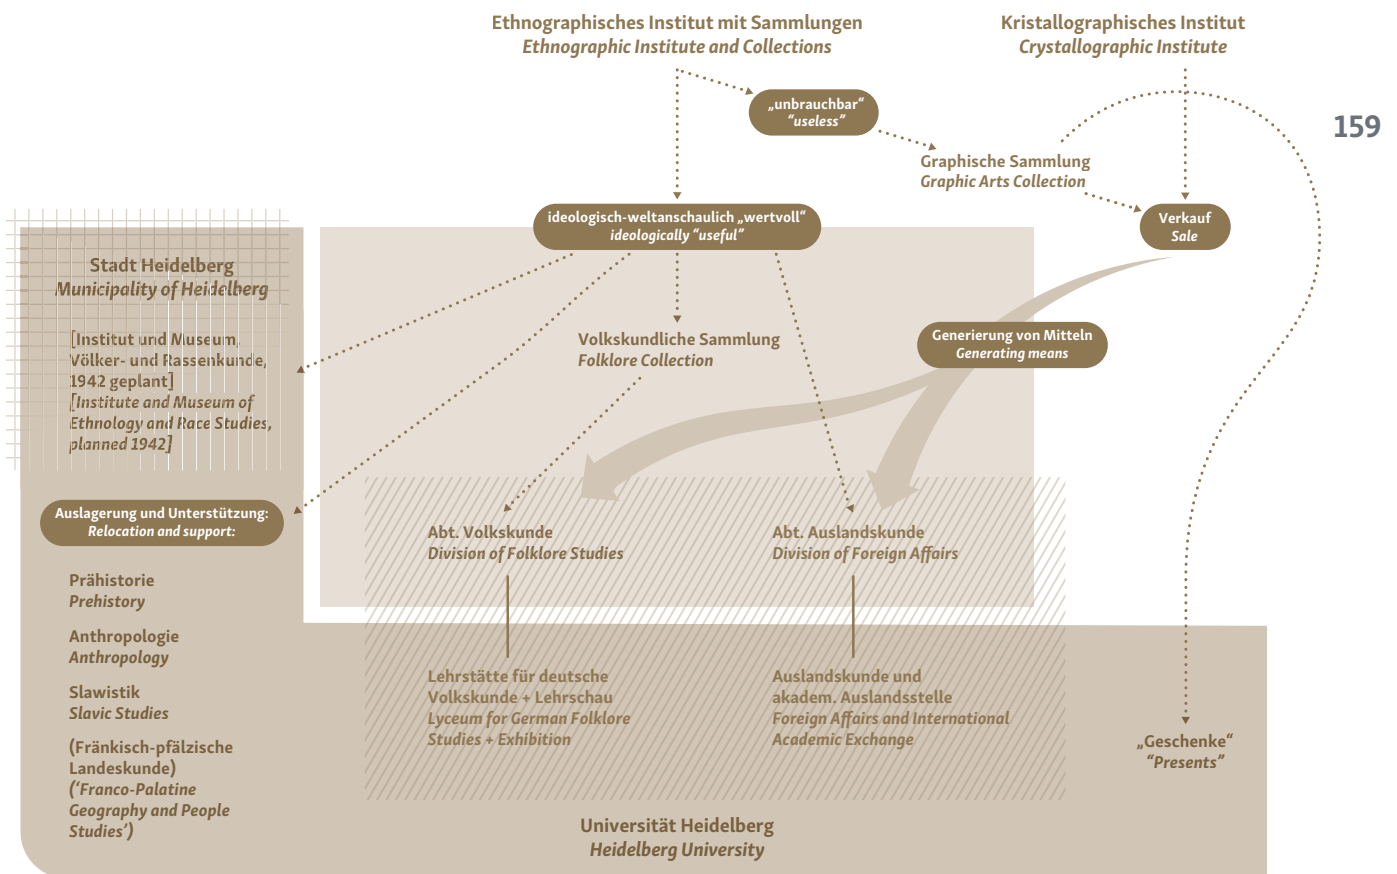 Ethnographisches Institut mit Sammlungen
Ethnographic Institute and Collections
Kristallographisches Institut
Crystallographic Institute
„unbraubar“
“useless”
159
Graphische Sammlung
Graphic Arts Collection
ideologisch-weltanschaulich „wertvoll“
ideologically “useful”
Verkauf
Sale
Stadt Heidelberg
Municipality of Heidelberg
[Institut und Museum,
Völker- und Rassenkunde,
1942 geplant]
[Institute and Museum of
Ethnology and Race Studies,
planned 1942]
Volkskundliche Sammlung
Folklore Collection
Generierung von Mitteln
Generating means
Auslagerung und Unterstützung:
Relocation and support:
Abt. Volkskunde
Division of Folklore Studies
Abt. Auslandskunde
Division of Foreign Affairs
Prähistorie
Prehistory
Anthropologie
Anthropology
Slawistik
Slavic Studies
(Fränkisch-pfälzische
Landeskunde)
(‘Franco-Palatine
Geography and People
Studies’)
Lehrstätte für deutsche
Volkskunde + Lehrschau
Lyceum for German Folklore
Studies + Exhibition
Auslandskunde und
akadem. Auslandsstelle
Foreign Affairs and International
Academic Exchange
„Geschenke“
“Presents”
Universität Heidelberg
Heidelberg University